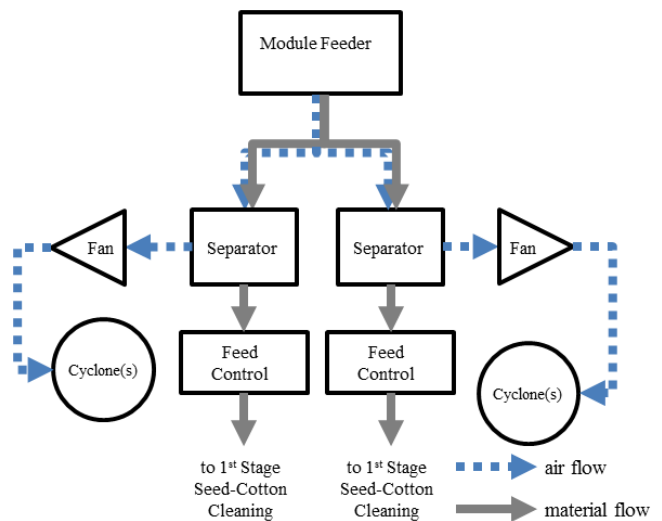 Module Feeder
Fan
Separator
Separator
Fan
Cyclone(s)
Feed
Control
Feed
Control
Cyclone(s)
to 1st Stage
Seed-Cotton
Cleaning
to 1st Stage
Seed-Cotton
Cleaning
air flow
material flow